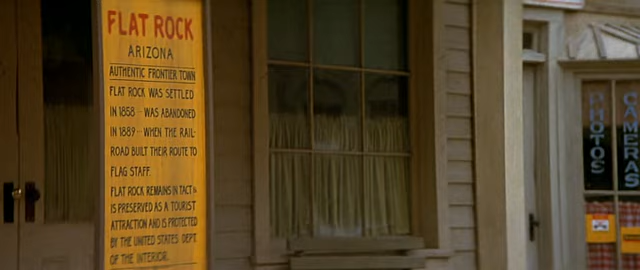 FLAT ROCK
ARIZONA
AUTHENTIC FRONTIER TOWN
FLAT ROCK WAS SETTLED
IN 1858 - WAS ABANDONED
IN 1889 - WHEN THE RAIL-
ROAD BUILT THEIR ROUTE TO
FLAG STAFF.
FLAT ROCK REMAINS IN TACT &
IS PRESERVED AS A TOURIST
ATTRACTION AND IS PROTECTED
BY THE UNITED STATES DEPT.
OF THE INTERIOR.
PHOTOS
CAMERAS